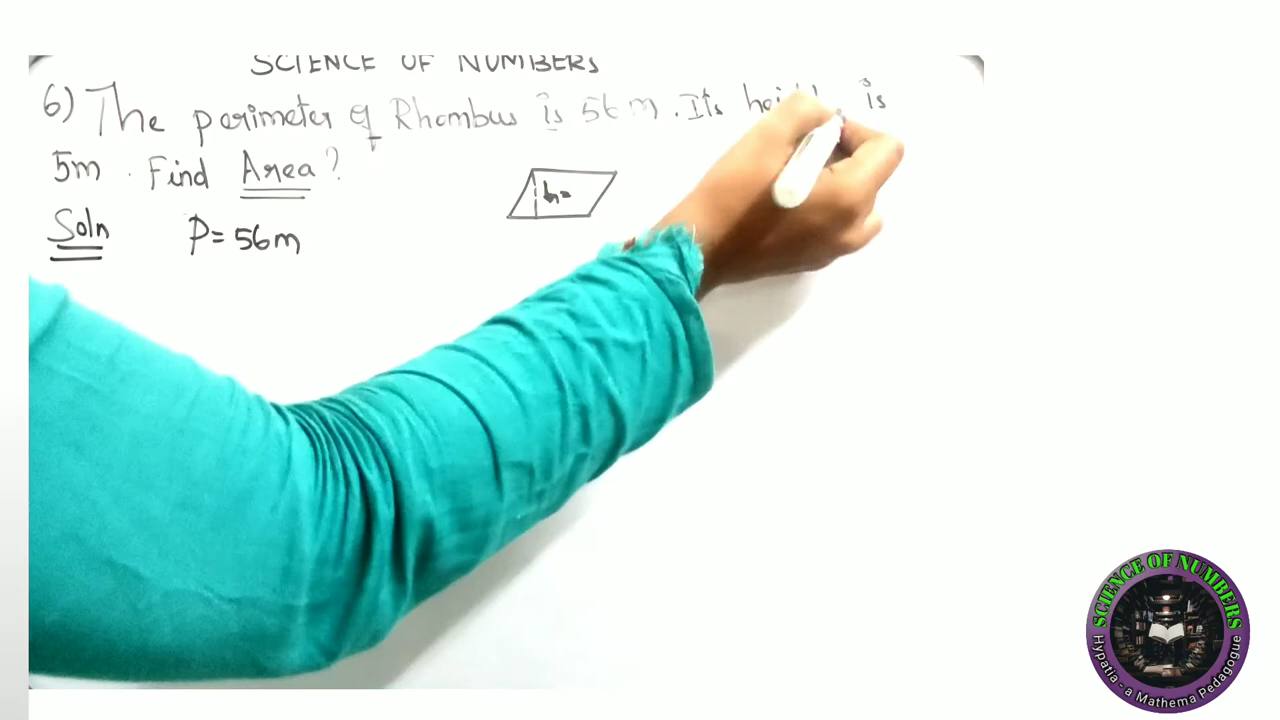 SCIENCE OF NUMBERS
6) The perimeter of Rhombus is 56m. Its is
5m. Find Area?
h=
Soln P=56m
SCIENCE OF NUMBERS
Hypatia - a Mathema Pedagogue